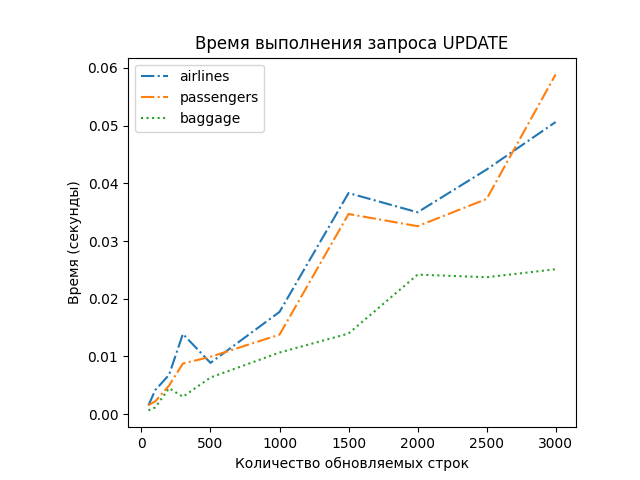 Время выполнения запроса UPDATE
airlines
passengers
baggage
Время (секунды)
0.06
0.05
0.04
0.03
0.02
0.01
0.00
0 500 1000 1500 2000 2500 3000
Количество обновляемых строк